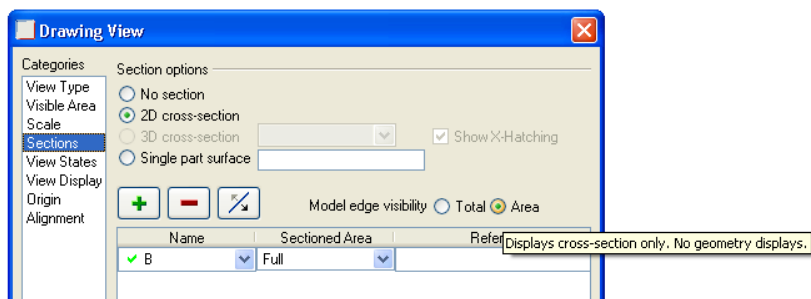 Drawing View
Categories
View Type
Visible Area
Scale
Sections
View States
View Display
Origin
Alignment
Section options
No section
2D cross-section
3D cross-section
Show X-Hatching
Single part surface
Model edge visibility Total Area
Name Sectioned Area Refer
Displays cross-section only. No geometry displays.
B Full